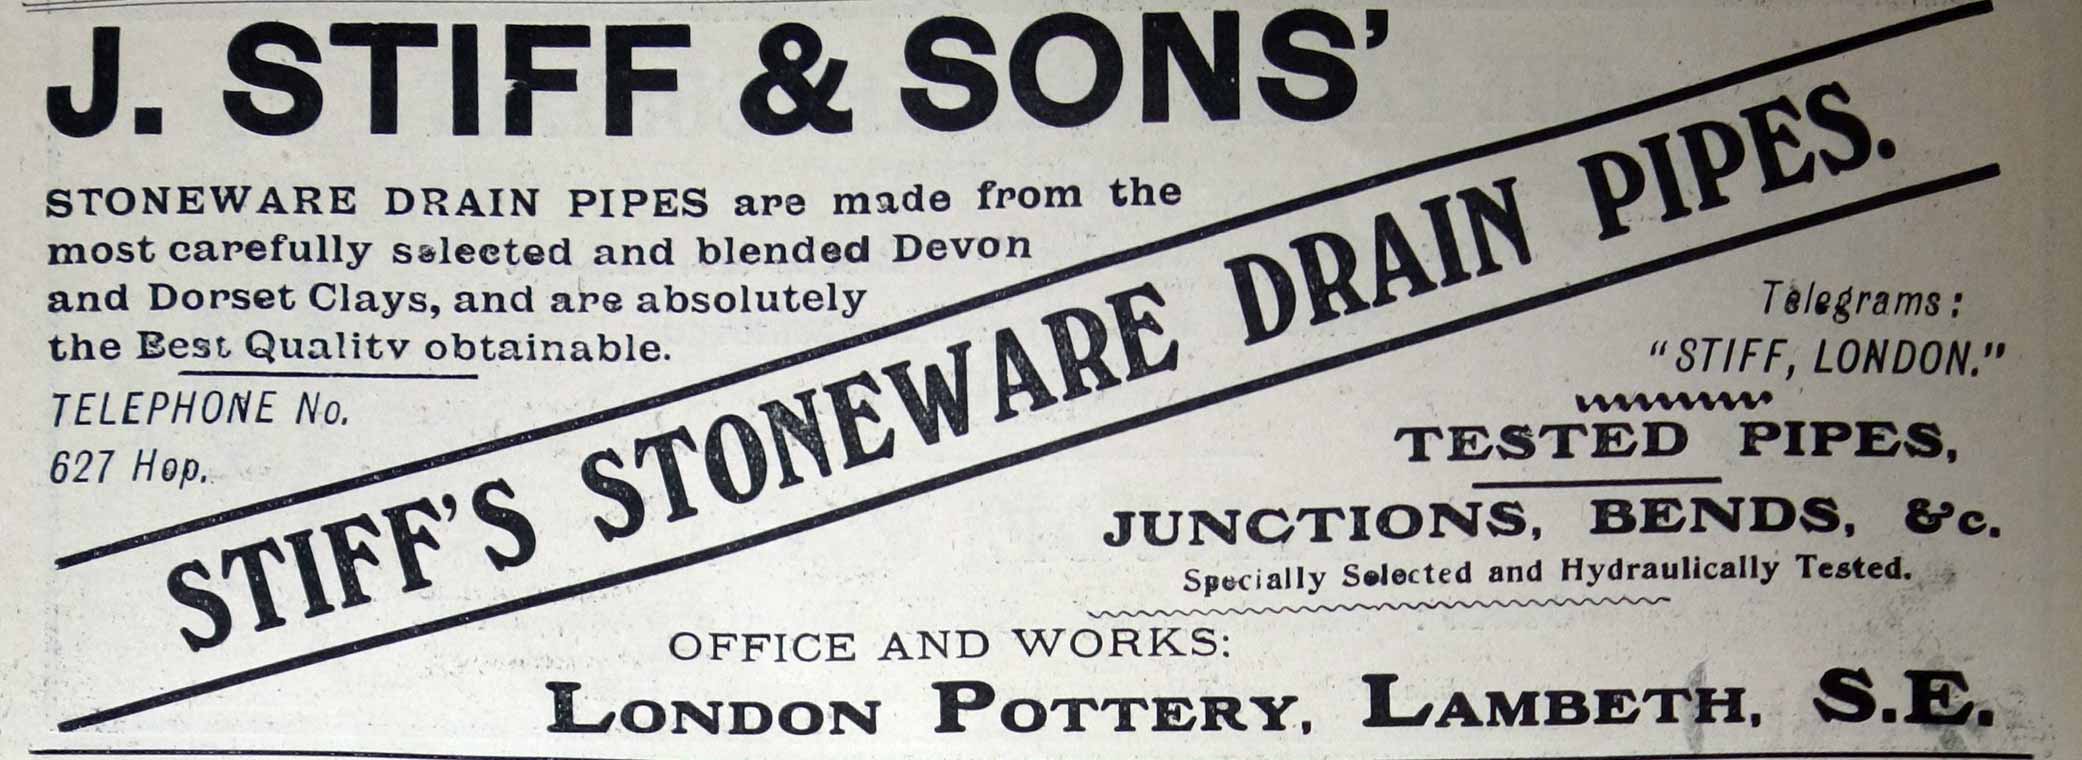 J. STIFF & SONS'
STONEWARE DRAIN PIPES are made from the
most carefully selected and blended Devon
and Dorset Clays, and are absolutely
the Best Quality obtainable.
TELEPHONE No.
627 Hop.
STIFF'S STONEWARE DRAIN PIPES.
Telegrams:
"STIFF, LONDON."
TESTED PIPES,
JUNCTIONS, BENDS, &c.
Specially Selected and Hydraulically Tested.
OFFICE AND WORKS:
LONDON POTTERY, LAMBETH, S.E.